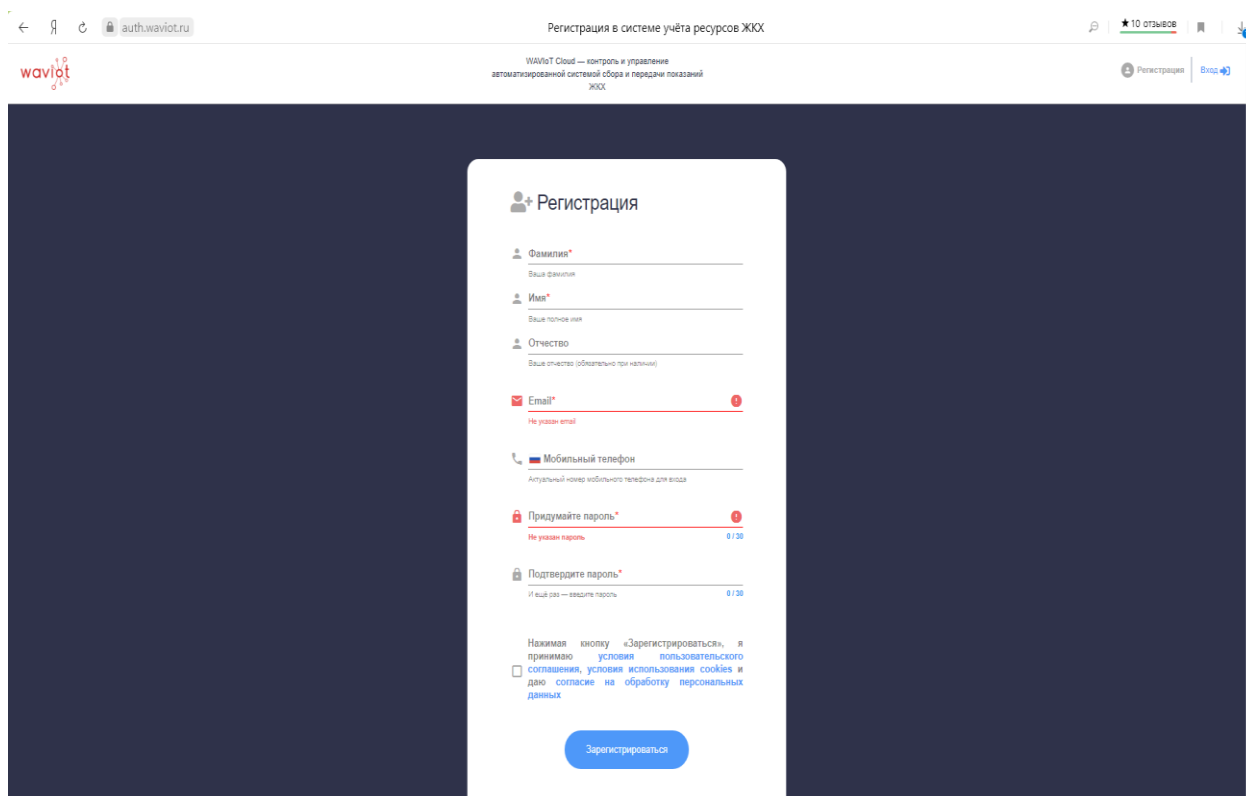 auth.waviot.ru
Регистрация в системе учёта ресурсов ЖКХ
★10 отзывов
waviot
WAVIoT Cloud — контроль и управление
автоматизированной системой сбора и передачи показаний
ЖКХ
Регистрация
Вход
Регистрация
Фамилия*
Ваша фамилия
Имя*
Ваше полное имя
Отчество
Ваше отчество (обязательно при наличии)
Email*
Не указан email
Мобильный телефон
Актуальный номер мобильного телефона для входа
Придумайте пароль*
Не указан пароль
0 / 30
Подтвердите пароль*
И ещё раз — введите пароль
0 / 30
Нажимая кнопку «Зарегистрироваться», я
принимаю условия пользовательского
соглашения, условия использования cookies и
даю согласие на обработку персональных
данных
Зарегистрироваться